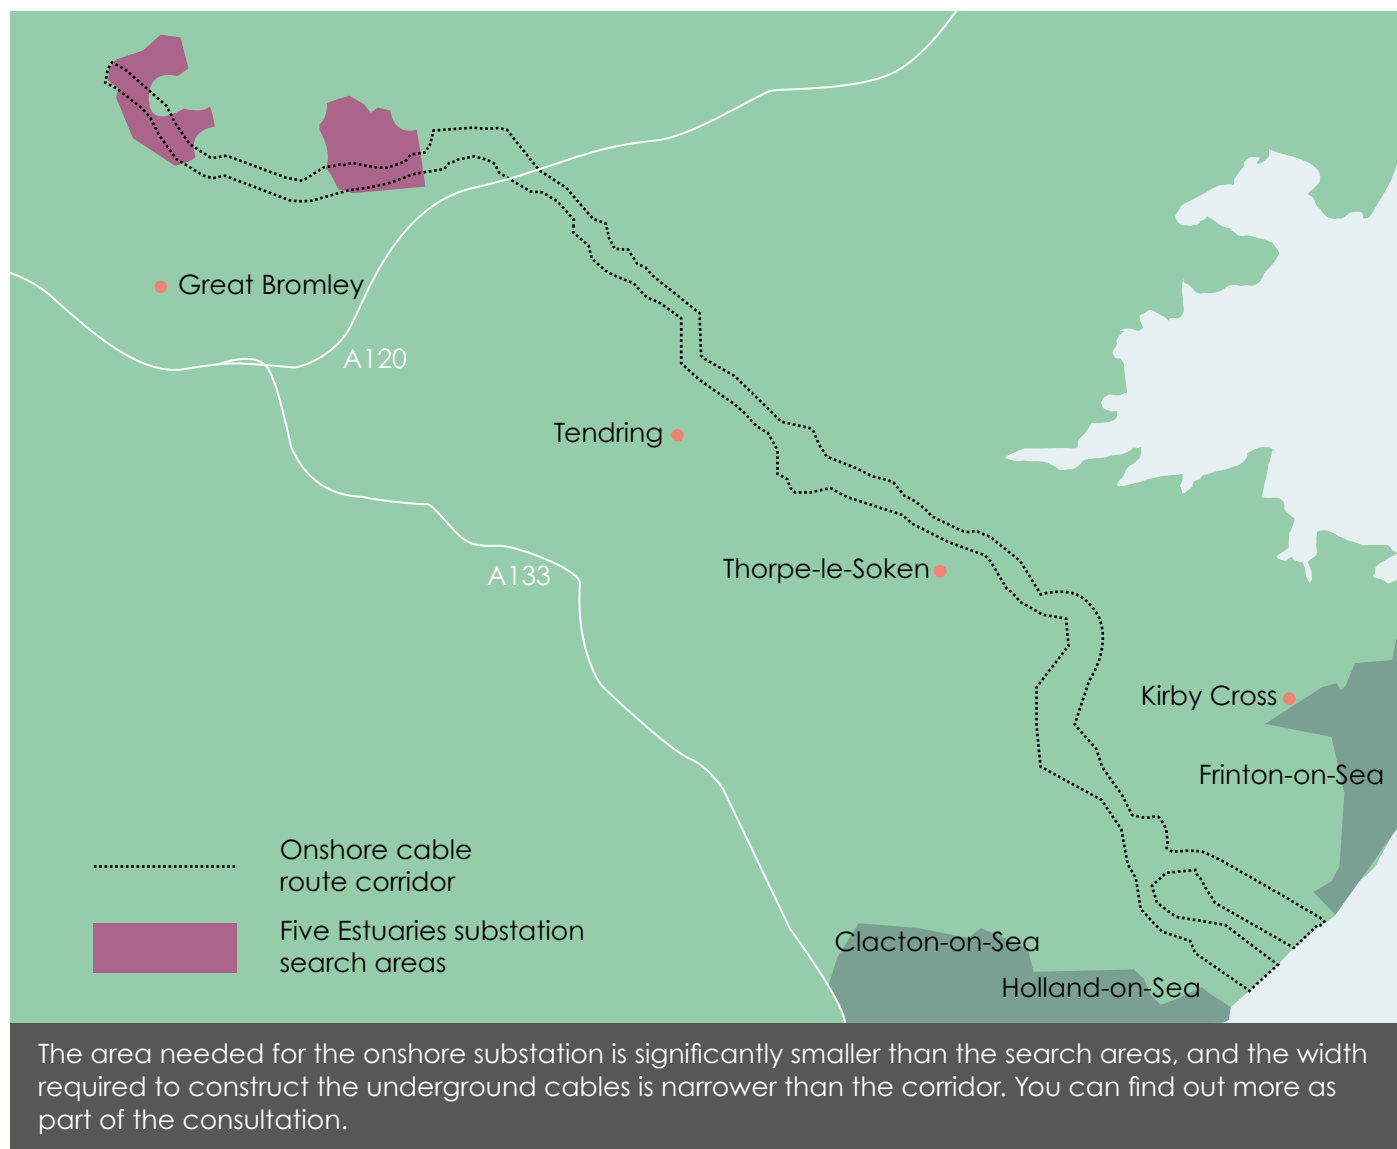 Great Bromley
A120
Tendring
Thorpe-le-Soken
A133
Kirby Cross
Frinton-on-Sea
Onshore cable
route corridor
Five Estuaries substation
search areas
Clacton-on-Sea
Holland-on-Sea
The area needed for the onshore substation is significantly smaller than the search areas, and the width
required to construct the underground cables is narrower than the corridor. You can find out more as
part of the consultation.